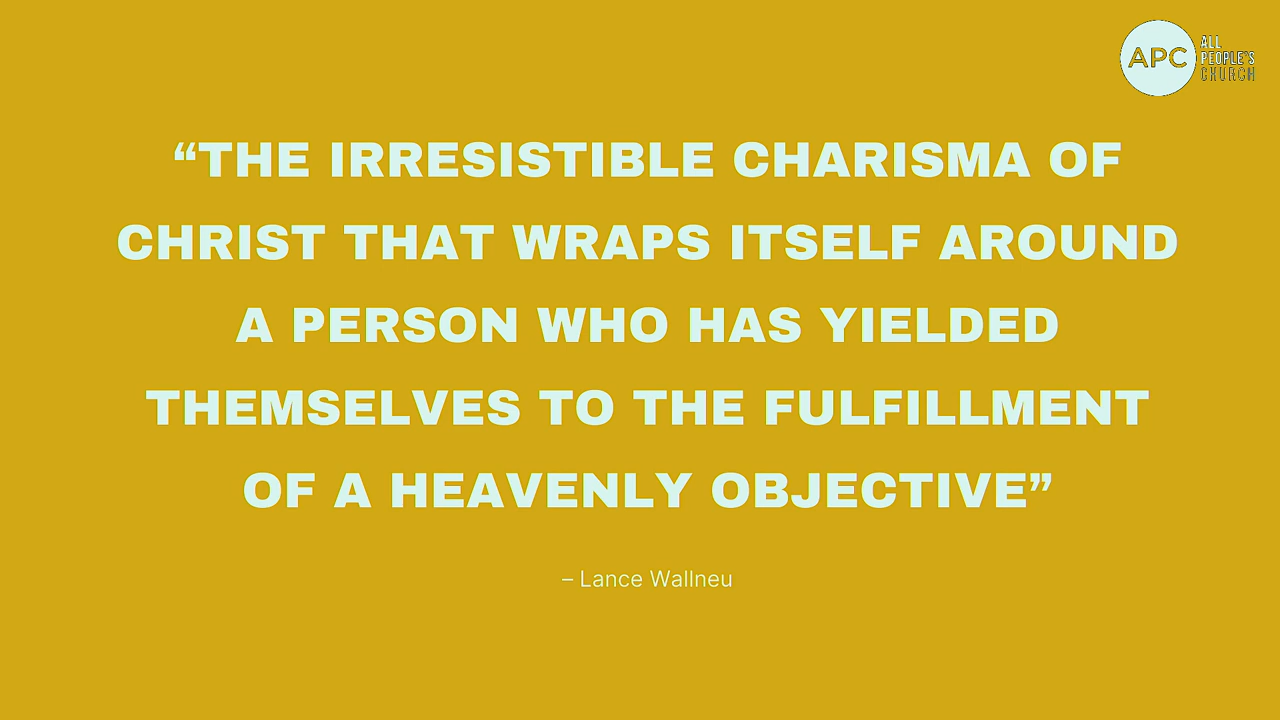 APC
ALL
PEOPLE'S
CHURCH
“THE IRRESISTIBLE CHARISMA OF
CHRIST THAT WRAPS ITSELF AROUND
A PERSON WHO HAS YIELDED
THEMSELVES TO THE FULFILLMENT
OF A HEAVENLY OBJECTIVE”
– Lance Wallneu